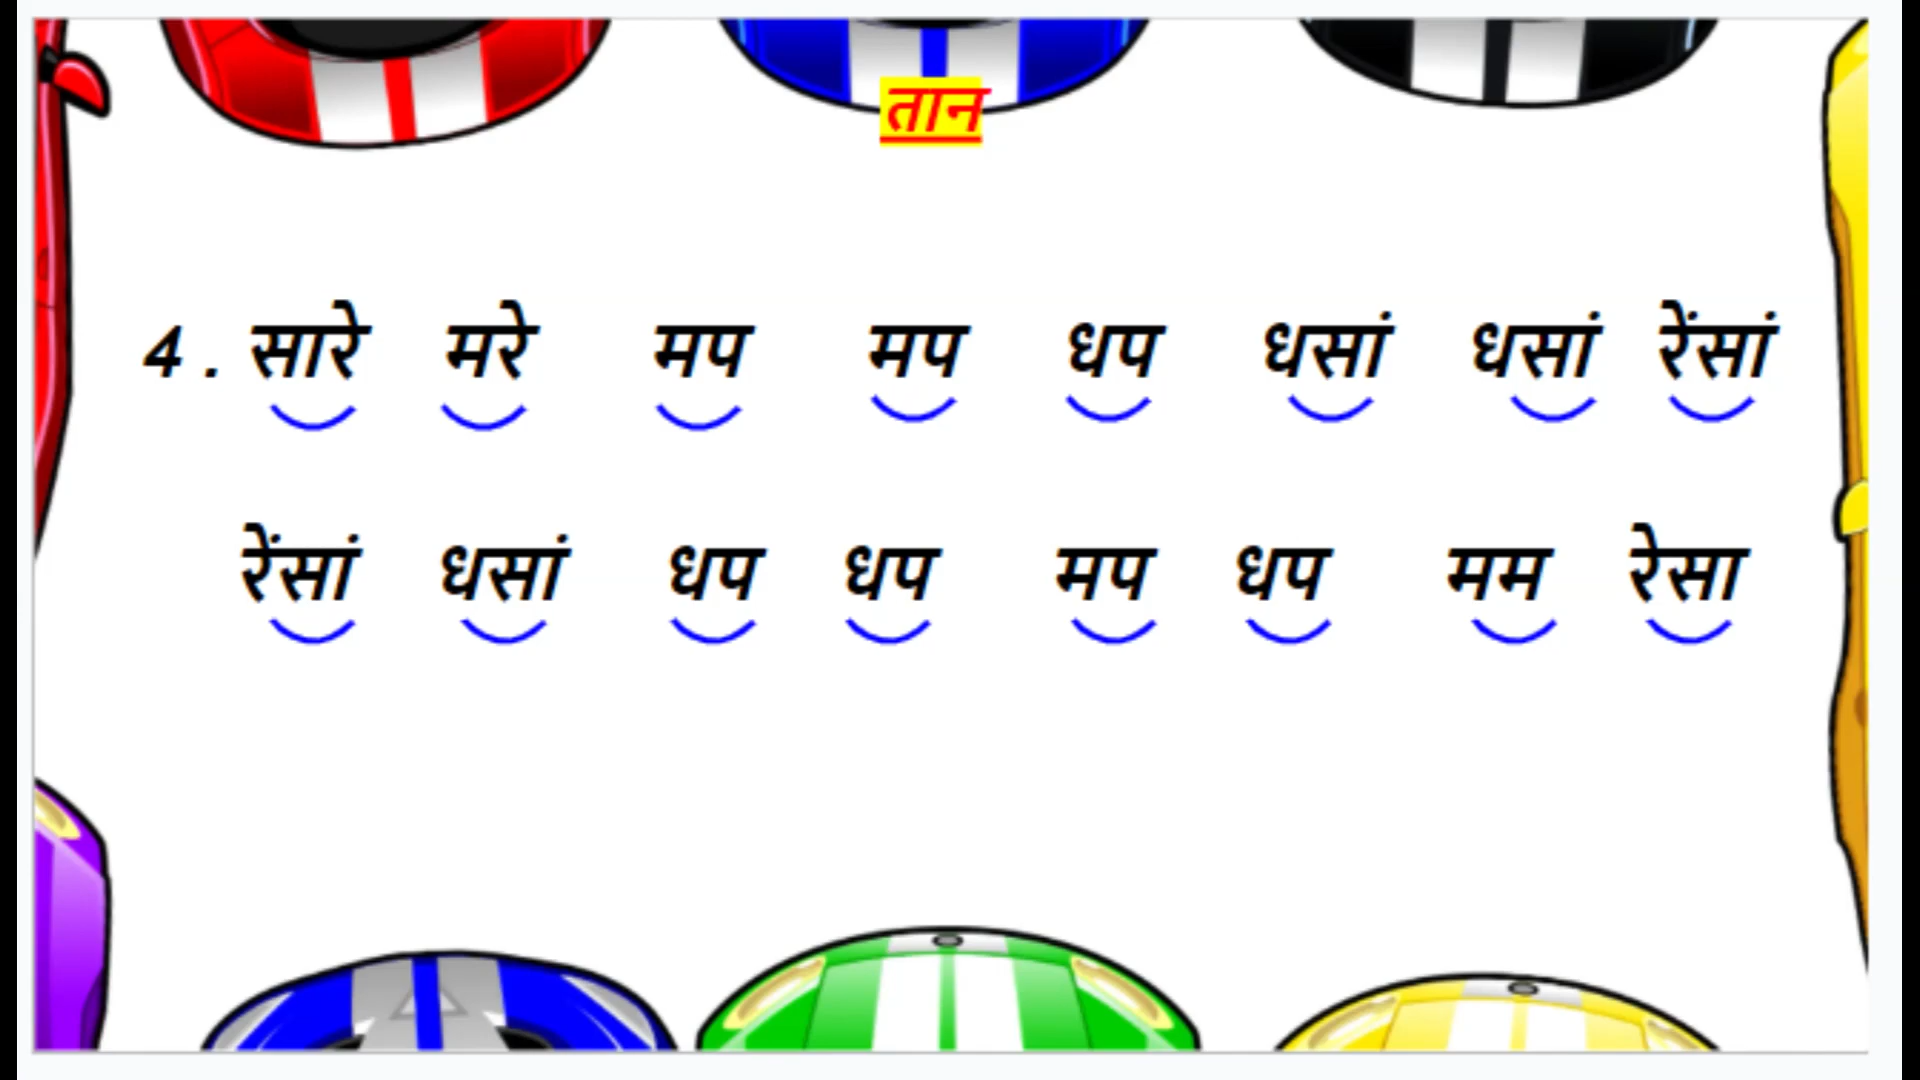 तान
4 . सारे मरे मप मप धप धसां धसां रेंसां
रेंसां धसां धप धप मप धप मम रेसा